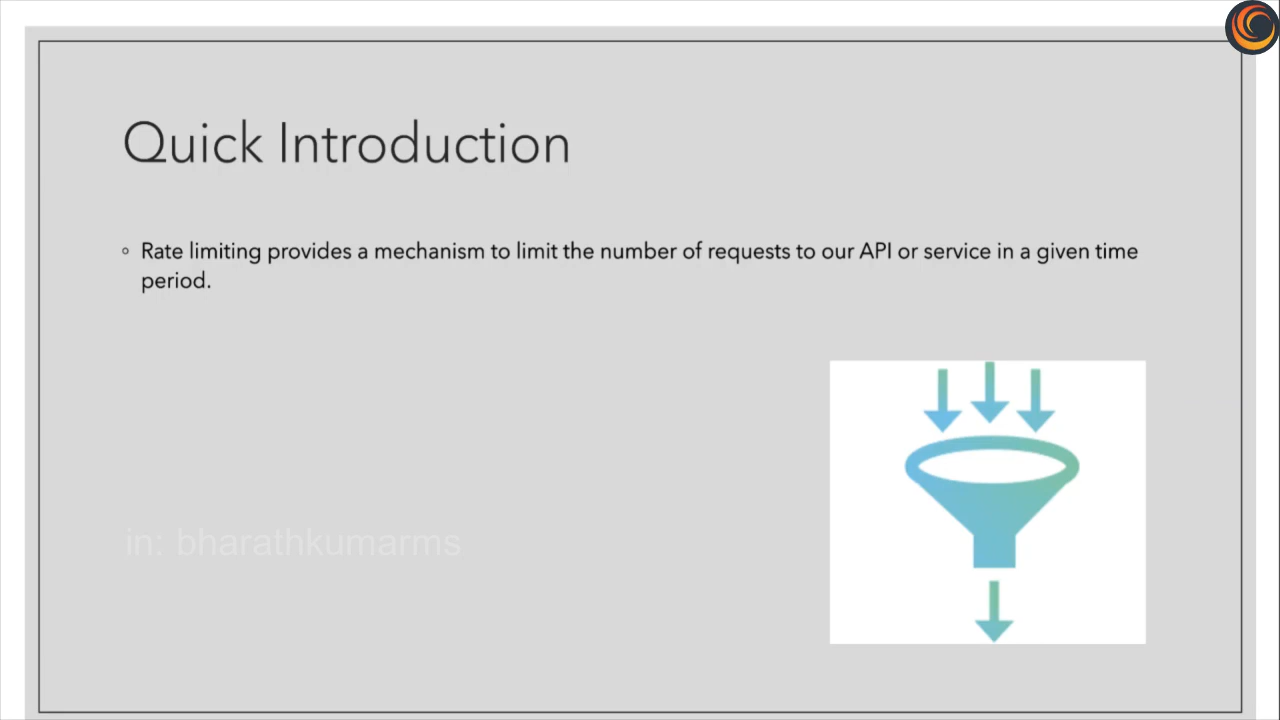 Quick Introduction
◦ Rate limiting provides a mechanism to limit the number of requests to our API or service in a given time
period.
in: bharathkumarms